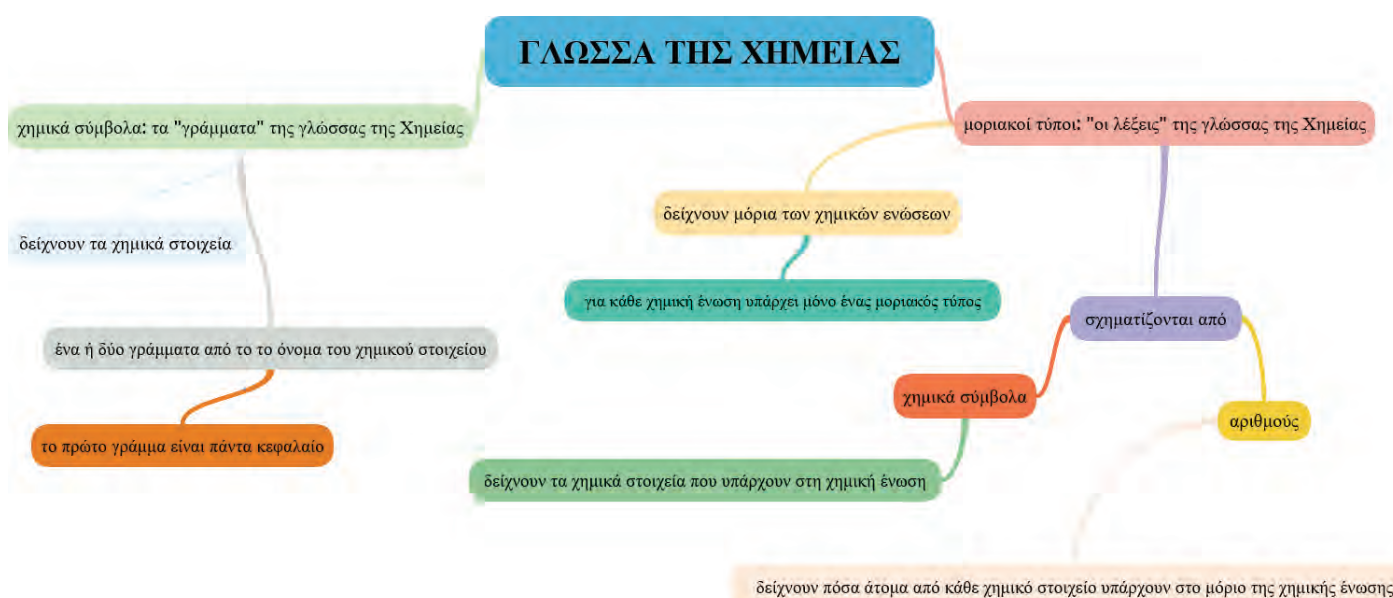 ΓΛΩΣΣΑ ΤΗΣ ΧΗΜΕΙΑΣ
χημικά σύμβολα: τα "γράμματα" της γλώσσας της Χημείας
δείχνουν τα χημικά στοιχεία
ένα ή δύο γράμματα από το το όνομα του χημικού στοιχείου
το πρώτο γράμμα είναι πάντα κεφαλαίο
μοριακοί τύποι: "οι λέξεις" της γλώσσας της Χημείας
δείχνουν μόρια των χημικών ενώσεων
για κάθε χημική ένωση υπάρχει μόνο ένας μοριακός τύπος
σχηματίζονται από
χημικά σύμβολα
δείχνουν τα χημικά στοιχεία που υπάρχουν στη χημική ένωση
αριθμούς
δείχνουν πόσα άτομα από κάθε χημικό στοιχείο υπάρχουν στο μόριο της χημικής ένωσης